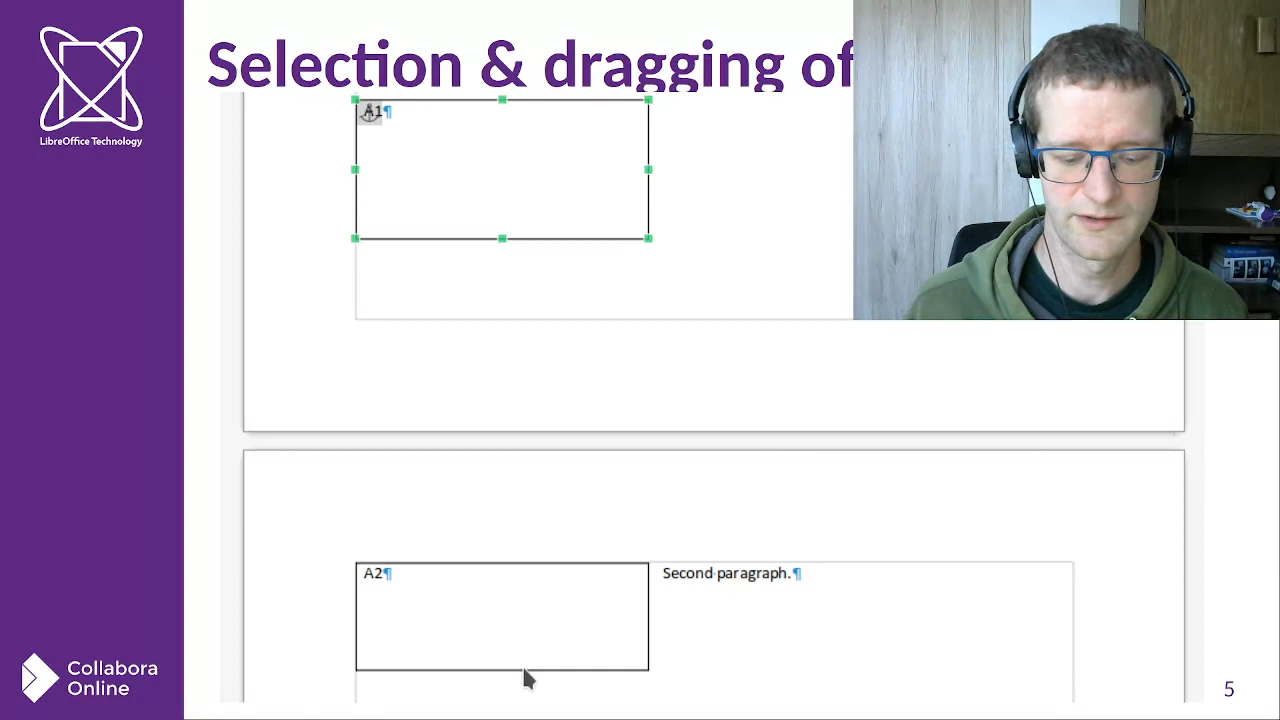 Selection & dragging of
LibreOffice Technology
A1¶
A2¶
Second paragraph.¶
Collabora
Online
5